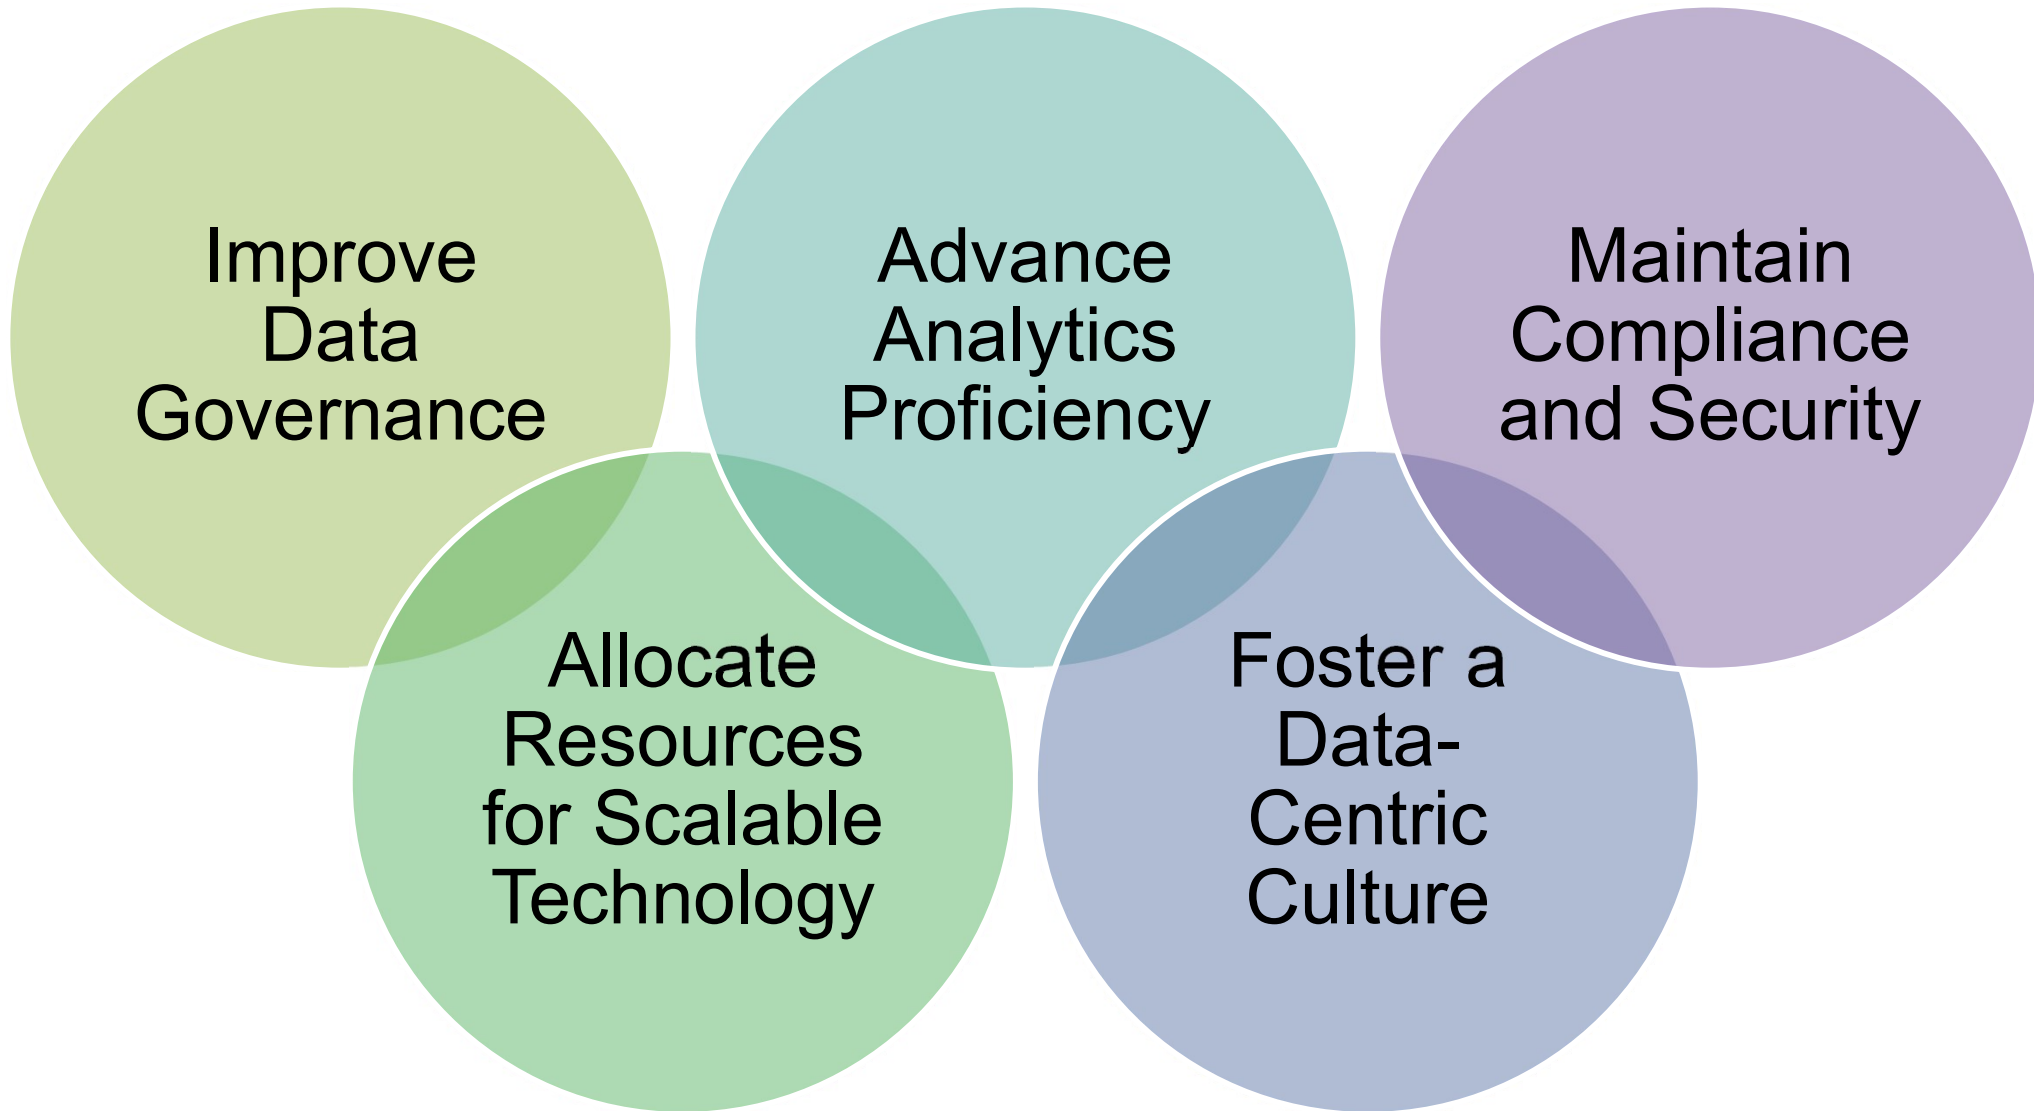 Improve
Data
Governance
Advance
Analytics
Proficiency
Maintain
Compliance
and Security
Allocate
Resources
for Scalable
Technology
Foster a
Data-
Centric
Culture